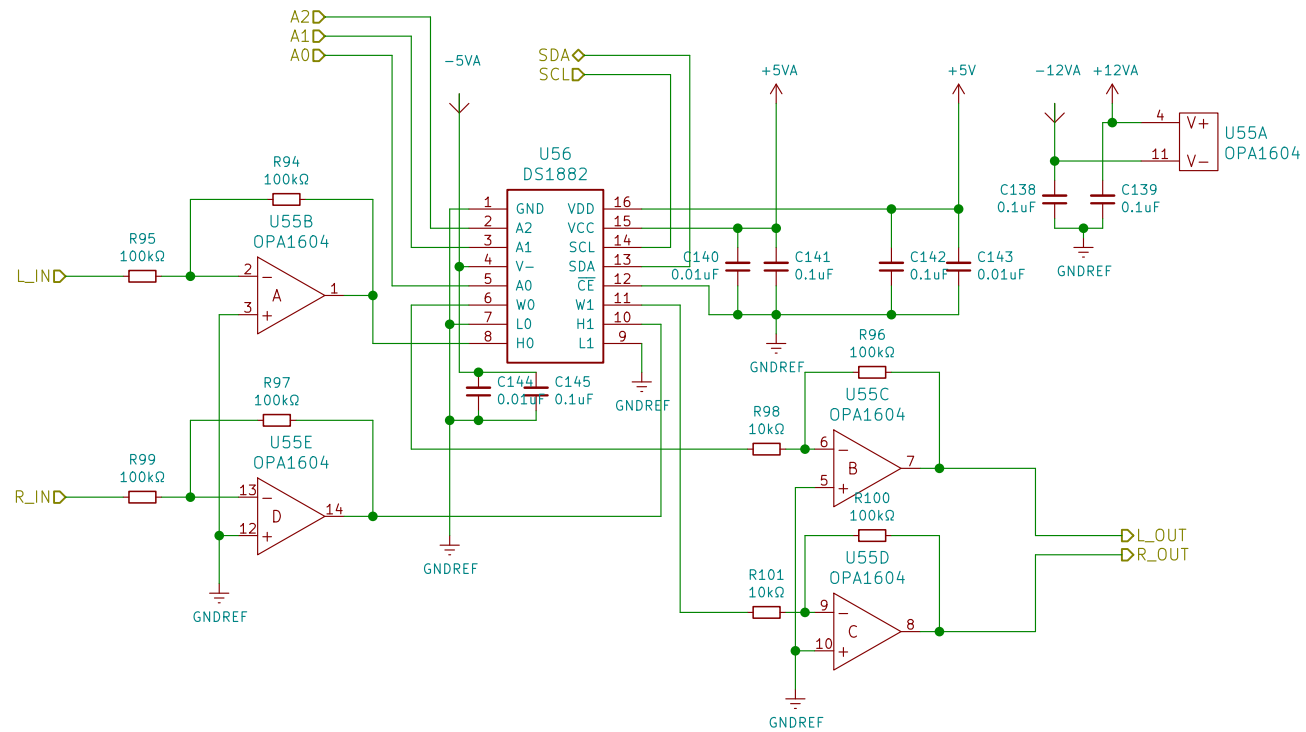 A2
A1
A0
-5VA
SDA
SCL
+5VA
+5V
-12VA
+12VA
4
V+
11
V-
U55A
OPA1604
C138
0.1uF
C139
0.1uF
GNDREF
U56
DS1882
1
GND
2
A2
3
A1
4
V-
5
A0
6
W0
7
L0
8
H0
VDD
16
VCC
15
SCL
14
SDA
13
CE
12
W1
11
H1
10
L1
9
C140
0.01uF
C141
0.1uF
C142
0.1uF
C143
0.01uF
GNDREF
R94
100kΩ
U55B
OPA1604
R95
100kΩ
L_IN
2
3
A
1
C144
0.01uF
C145
0.1uF
GNDREF
R97
100kΩ
U55E
OPA1604
R99
100kΩ
R_IN
13
12
D
14
GNDREF
GNDREF
R96
100kΩ
U55C
OPA1604
R98
10kΩ
6
5
B
7
R100
100kΩ
U55D
OPA1604
R101
10kΩ
9
10
C
8
L_OUT
R_OUT
GNDREF